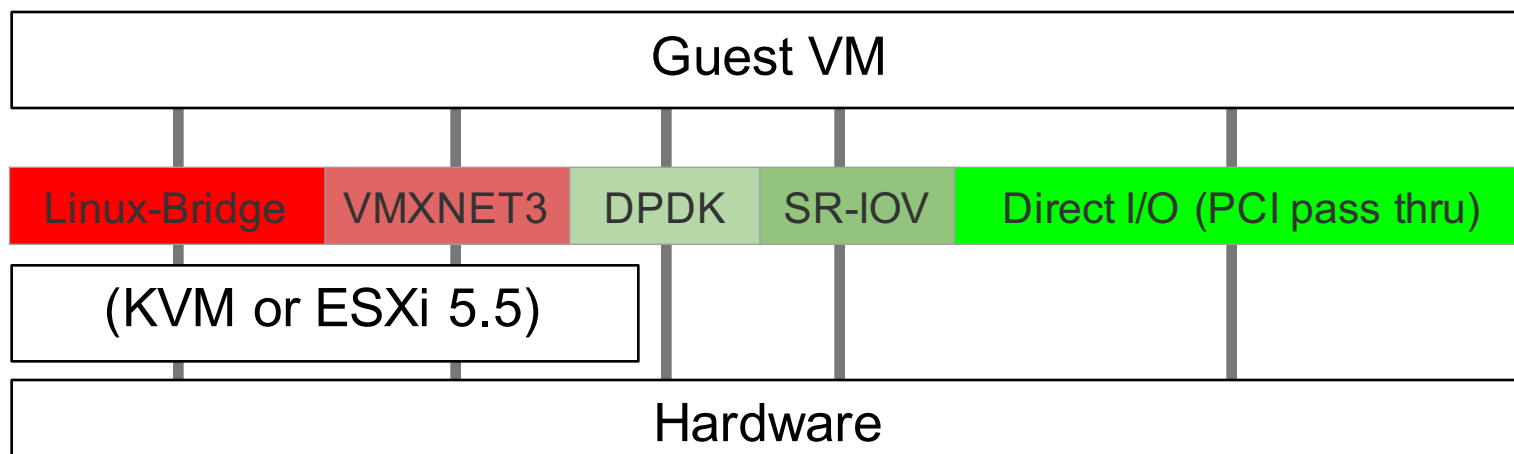 Guest VM
Linux-Bridge VMXNET3 DPDK SR-IOV Direct I/O (PCI pass thru)
(KVM or ESXi 5.5)
Hardware